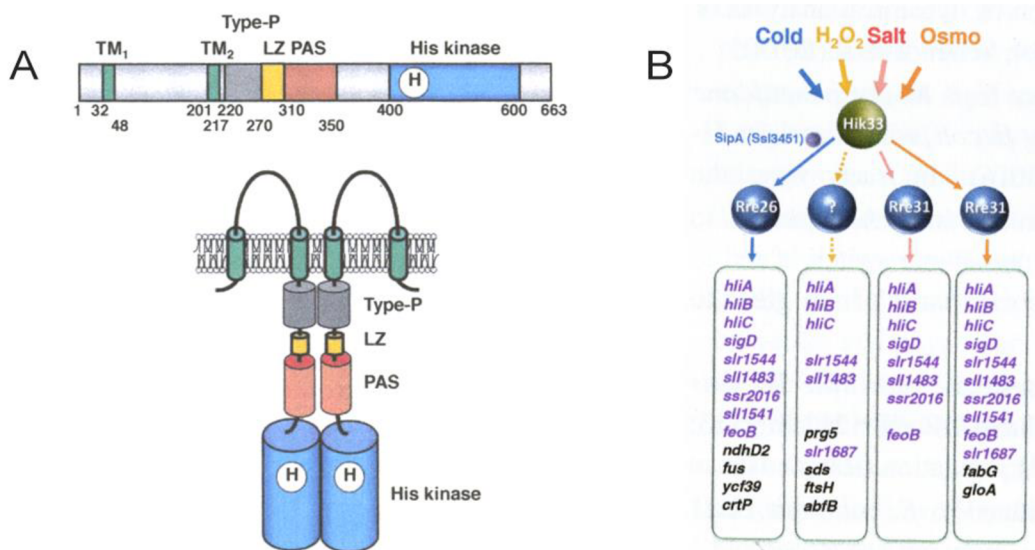 A
Type-P
TM1
TM2
LZ PAS
His kinase
H
1 32 201 220 310 400 600 663
48 217 270 350
Type-P
LZ
PAS
H H
His kinase
B
Cold H2O2 Salt Osmo
Hik33
SipA (Ssl3451)
Rre26 ? Rre31 Rre31
hliA
hliB
hliC
sigD
slr1544
sll1483
ssr2016
sll1541
feoB
ndhD2
fus
ycf39
crtP
hliA
hliB
hliC
slr1544
sll1483
prg5
slr1687
sds
ftsH
abfB
hliA
hliB
hliC
sigD
slr1544
sll1483
ssr2016
feoB
hliA
hliB
hliC
sigD
slr1544
sll1483
ssr2016
sll1541
feoB
slr1687
fabG
gloA